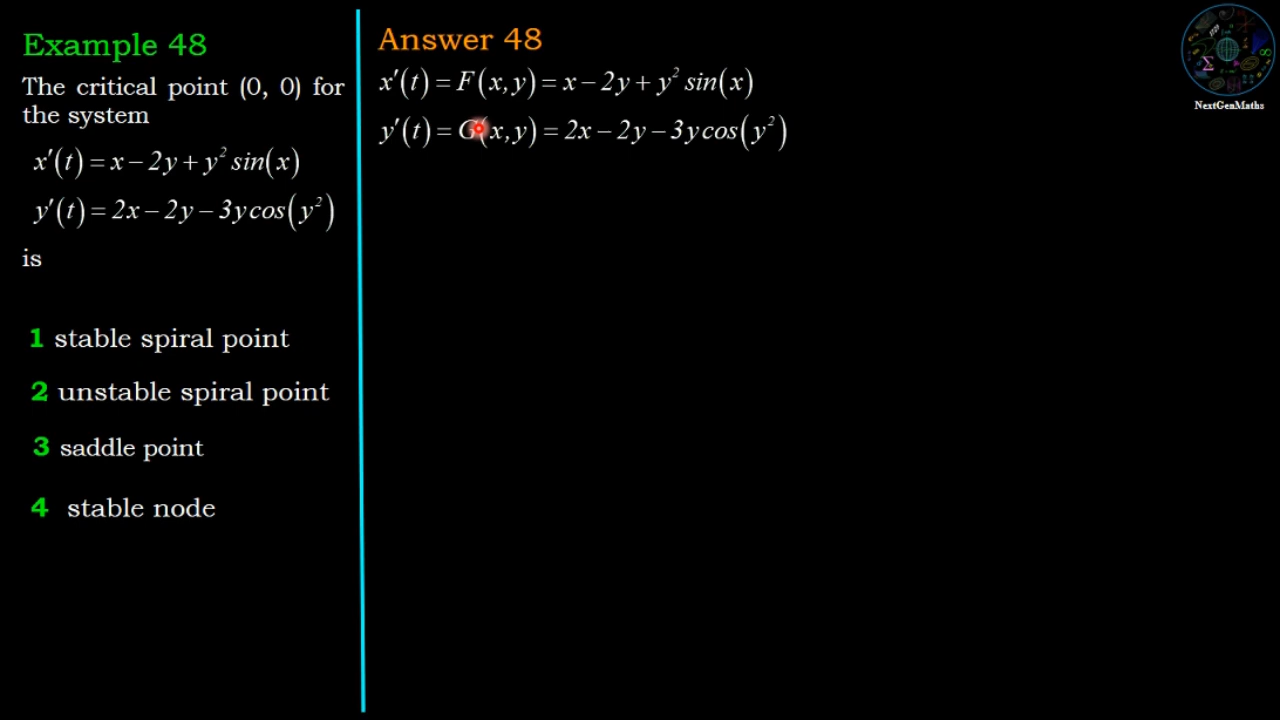 Example 48
The critical point (0, 0) for
the system
x′(t) = x − 2y + y² sin(x)
y′(t) = 2x − 2y − 3y cos(y²)
is
1 stable spiral point
2 unstable spiral point
3 saddle point
4 stable node
Answer 48
x′(t) = F(x, y) = x − 2y + y² sin(x)
y′(t) = G(x, y) = 2x − 2y − 3y cos(y²)
NextGenMaths